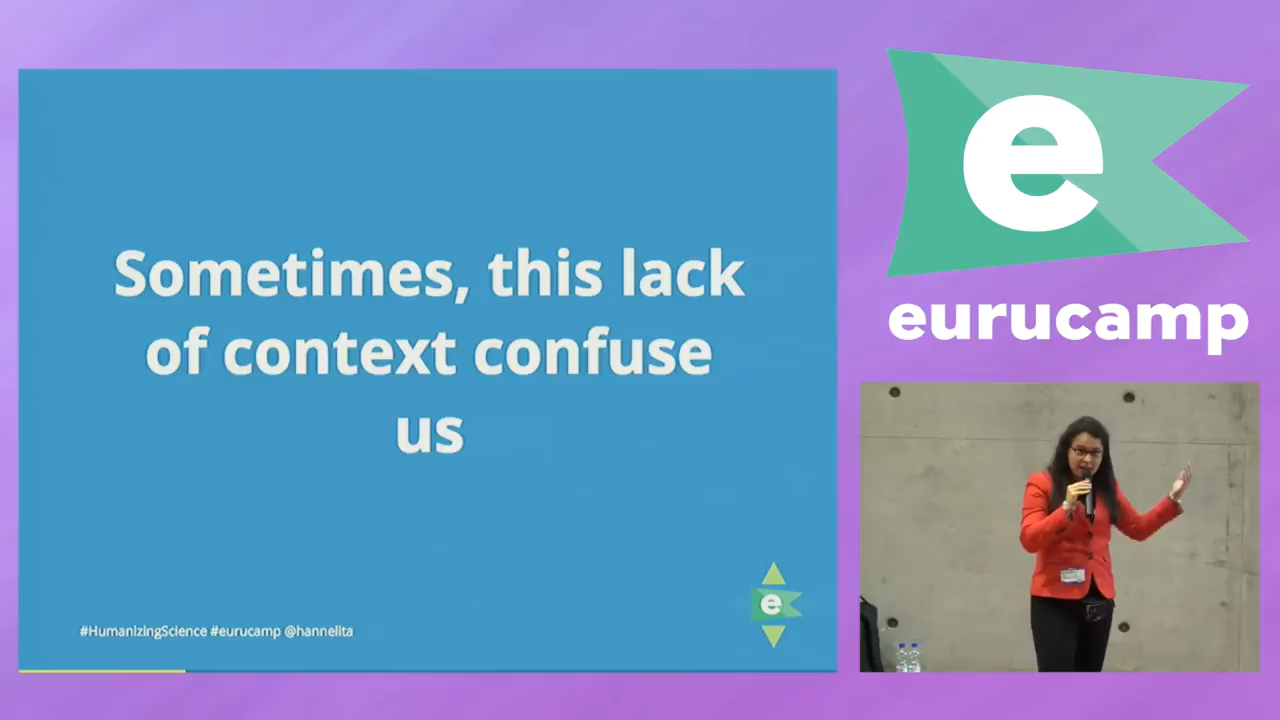 Sometimes, this lack
of context confuse
us
#HumanizingScience #eurucamp @hannelita
e
e
eurucamp